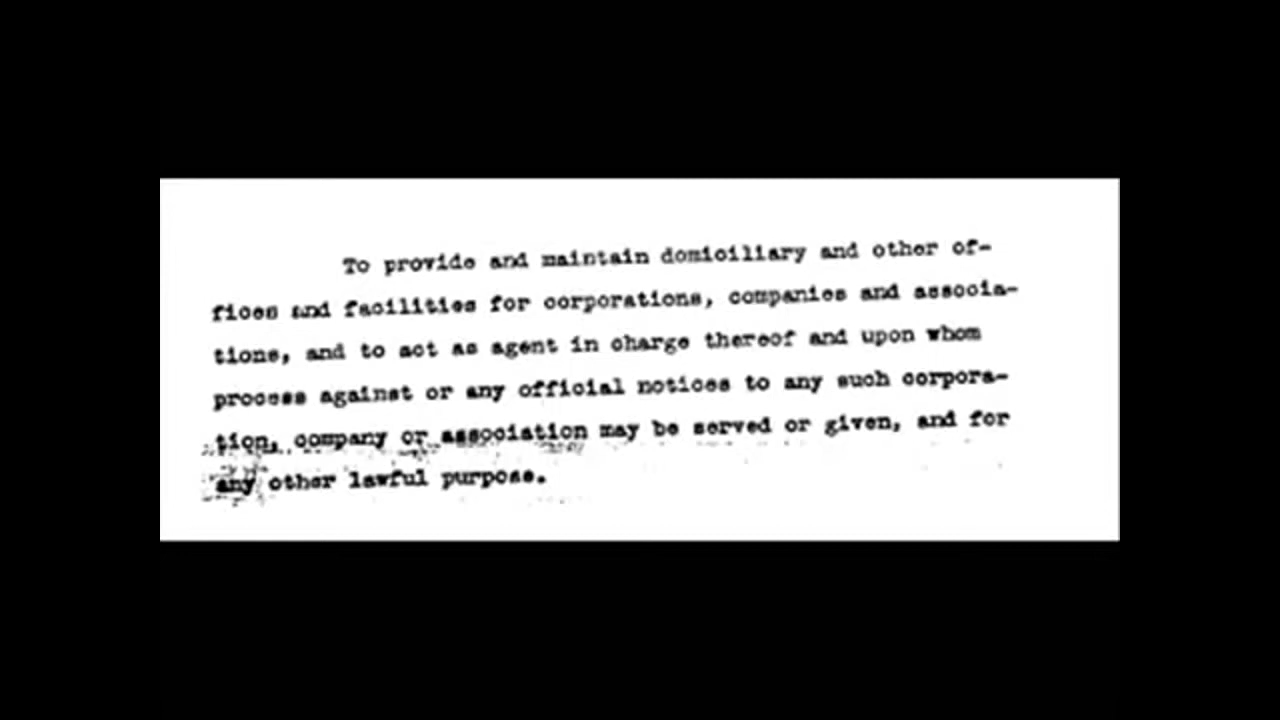 To provide and maintain domiciliary and other of-
fices and facilities for corporations, companies and associa-
tions, and to act as agent in charge thereof and upon whom
process against or any official notices to any such corpora-
tion, company or association may be served or given, and for
any other lawful purpose.